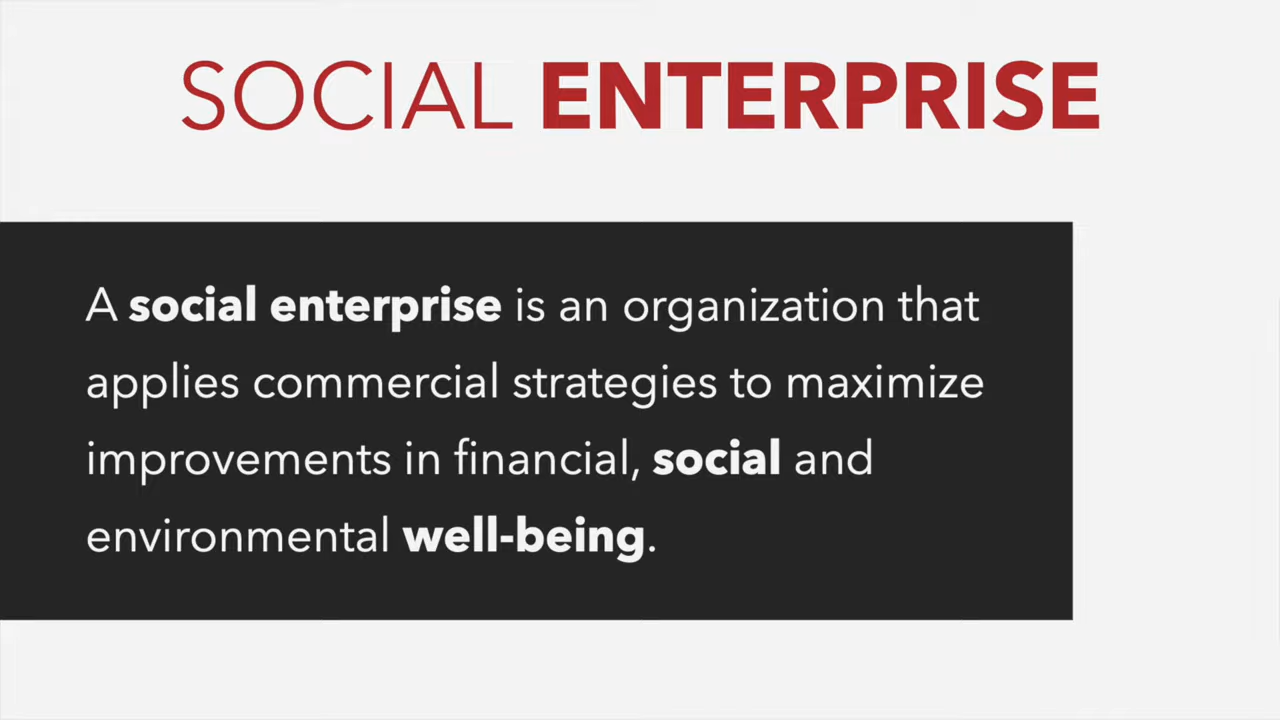 SOCIAL ENTERPRISE
A social enterprise is an organization that
applies commercial strategies to maximize
improvements in financial, social and
environmental well-being.